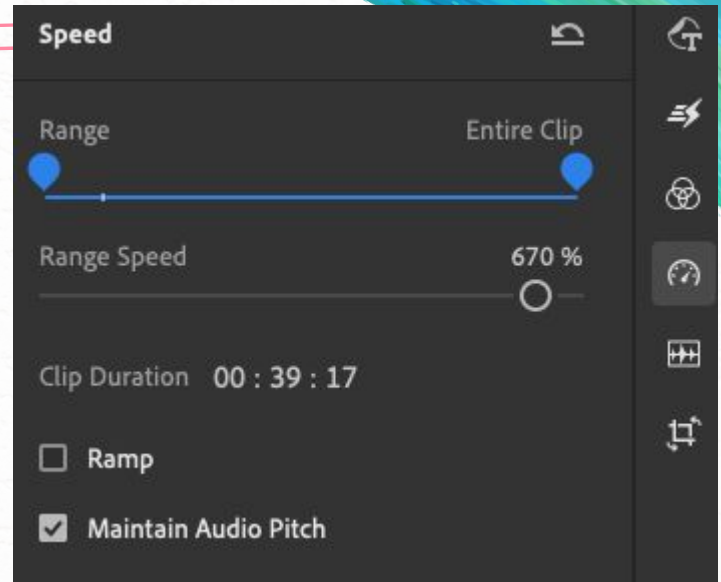 Speed
Range Entire Clip
Range Speed 670 %
Clip Duration 00 : 39 : 17
Ramp
Maintain Audio Pitch